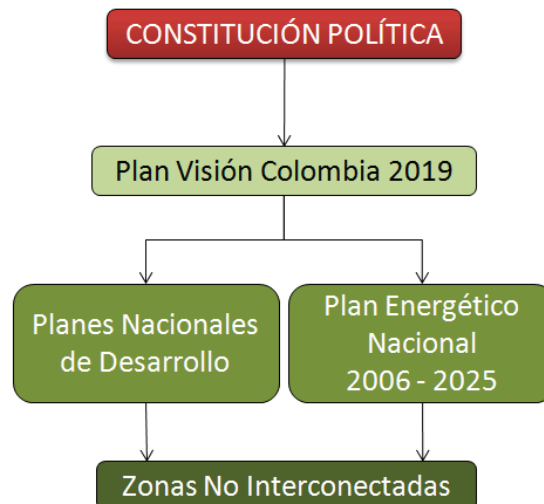 CONSTITUCIÓN POLÍTICA
Plan Visión Colombia 2019
Planes Nacionales
de Desarrollo
Plan Energético
Nacional
2006 - 2025
Zonas No Interconectadas